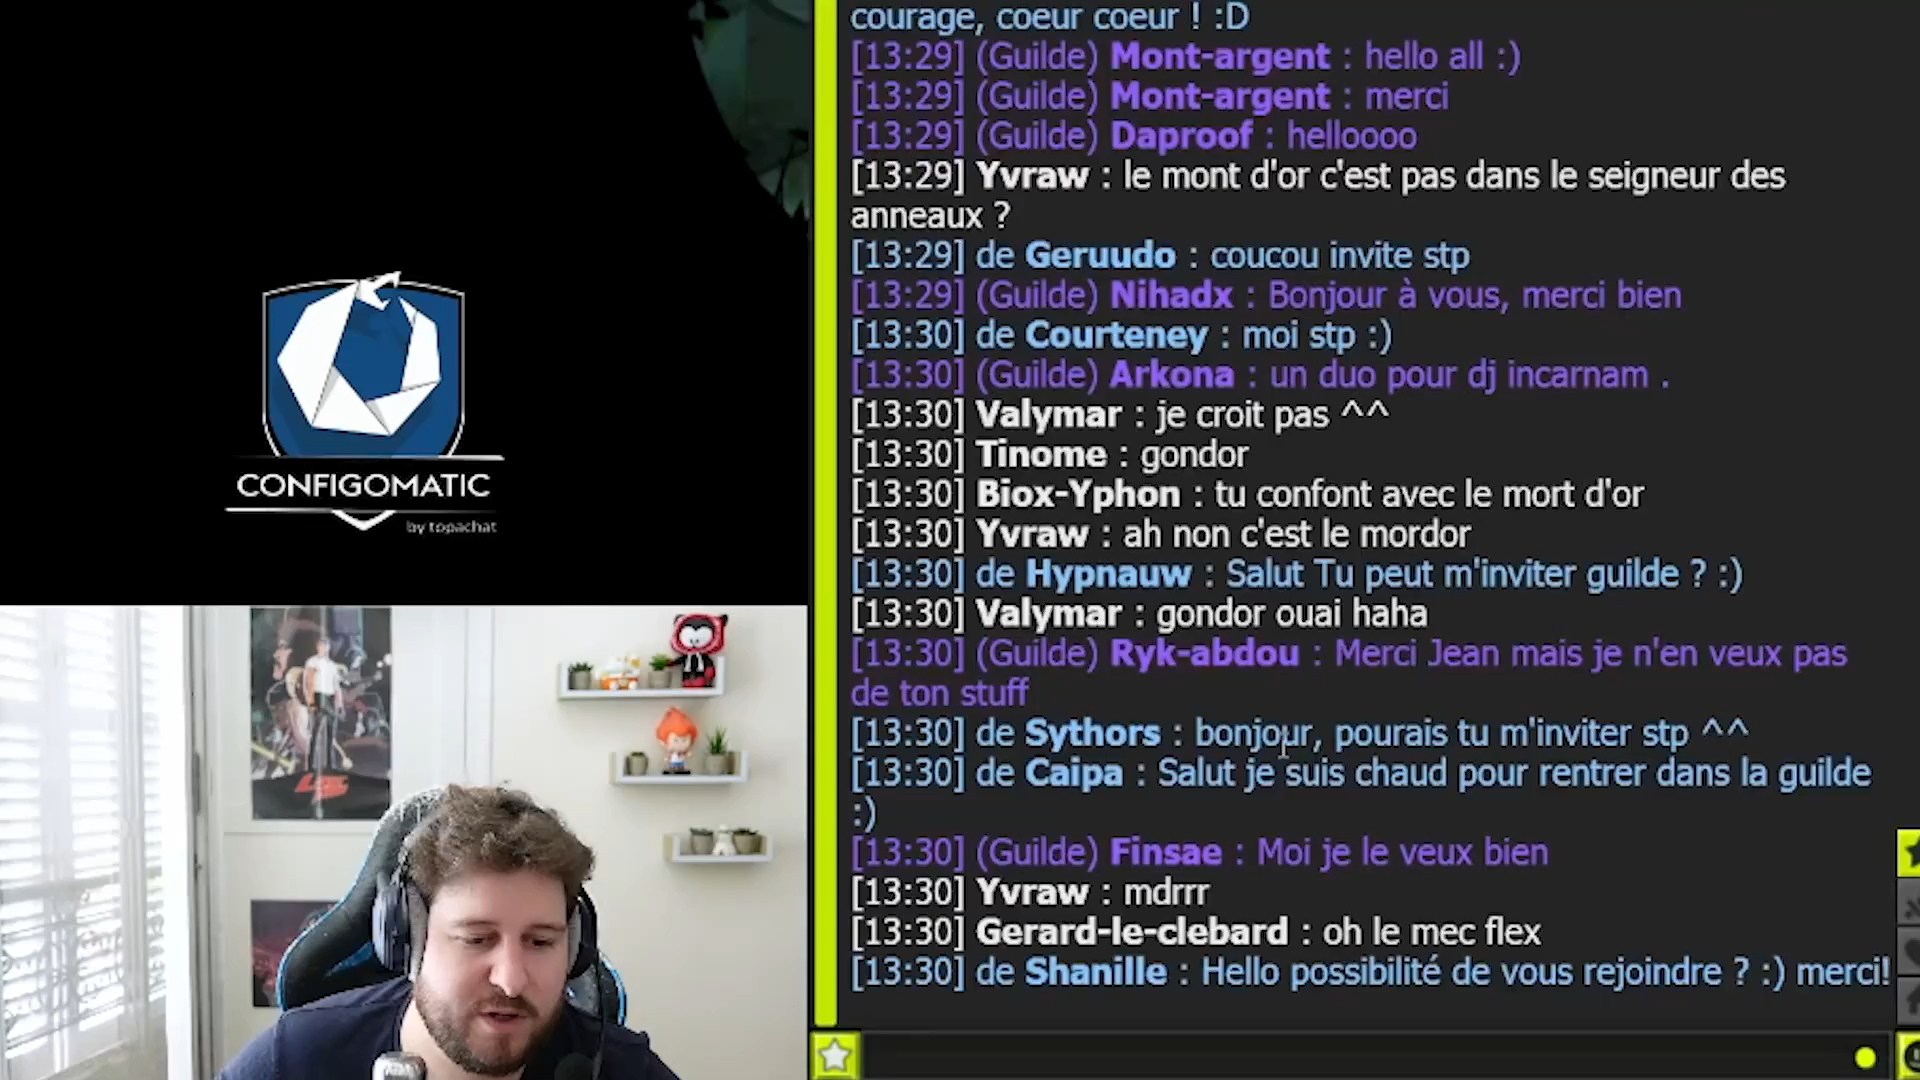 courage, coeur coeur ! :D
[13:29] (Guilde) Mont-argent : hello all :)
[13:29] (Guilde) Mont-argent : merci
[13:29] (Guilde) Daproof : helloooo
[13:29] Yvraw : le mont d'or c'est pas dans le seigneur des
anneaux ?
[13:29] de Geruudo : coucou invite stp
[13:29] (Guilde) Nihadx : Bonjour à vous, merci bien
[13:30] de Courteney : moi stp :)
[13:30] (Guilde) Arkona : un duo pour dj incarnam .
[13:30] Valymar : je croit pas ^^
[13:30] Tinome : gondor
[13:30] Biox-Yphon : tu confont avec le mort d'or
[13:30] Yvraw : ah non c'est le mordor
[13:30] de Hypnauw : Salut Tu peut m'inviter guilde ? :)
[13:30] Valymar : gondor ouai haha
[13:30] (Guilde) Ryk-abdou : Merci Jean mais je n'en veux pas
de ton stuff
[13:30] de Sythors : bonjour, pourais tu m'inviter stp ^^
[13:30] de Caipa : Salut je suis chaud pour rentrer dans la guilde
:)
[13:30] (Guilde) Finsae : Moi je le veux bien
[13:30] Yvraw : mdrrr
[13:30] Gerard-le-clebard : oh le mec flex
[13:30] de Shanille : Hello possibilité de vous rejoindre ? :) merci!
CONFIGOMATIC
by topachat